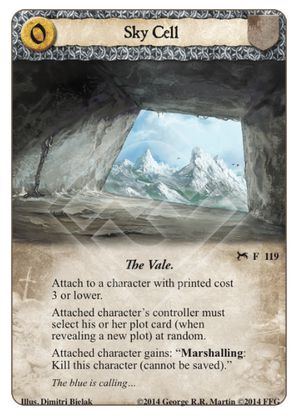 0
Sky Cell
The Vale.
Attach to a character with printed cost
3 or lower.
Attached character's controller must
select his or her plot card (when
revealing a new plot) at random.
Attached character gains: “Marshalling:
Kill this character (cannot be saved).”
The blue is calling…
F 119
Illus. Dimitri Bielak
©2014 George R.R. Martin ©2014 FFG